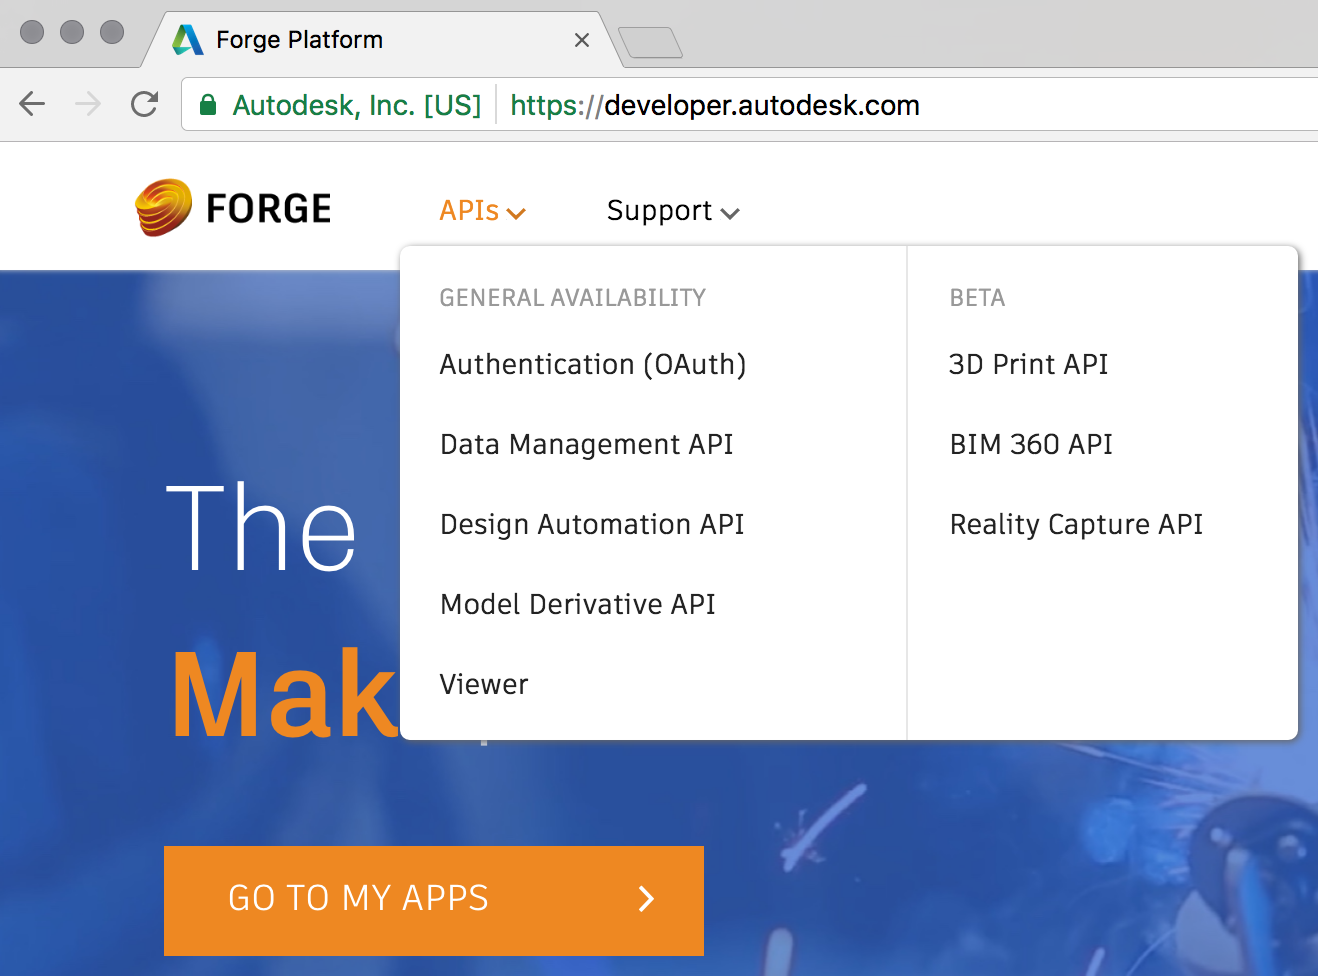 Forge Platform
Autodesk, Inc. [US] https://developer.autodesk.com
FORGE APIs Support
GENERAL AVAILABILITY
Authentication (OAuth)
Data Management API
Design Automation API
Model Derivative API
Viewer
BETA
3D Print API
BIM 360 API
Reality Capture API
The
Mak
GO TO MY APPS